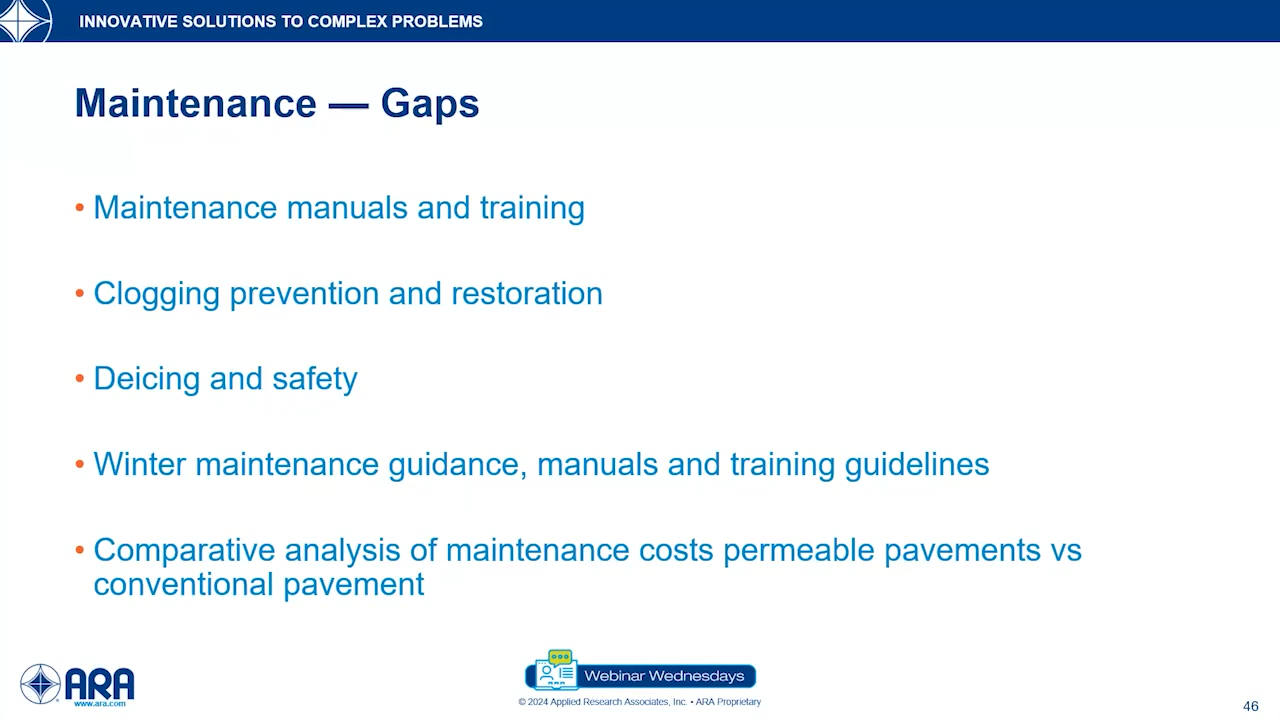 INNOVATIVE SOLUTIONS TO COMPLEX PROBLEMS
Maintenance — Gaps
• Maintenance manuals and training
• Clogging prevention and restoration
• Deicing and safety
• Winter maintenance guidance, manuals and training guidelines
• Comparative analysis of maintenance costs permeable pavements vs
conventional pavement
ARA
www.ara.com
ARA
Webinar Wednesdays
© 2024 Applied Research Associates, Inc. • ARA Proprietary
46